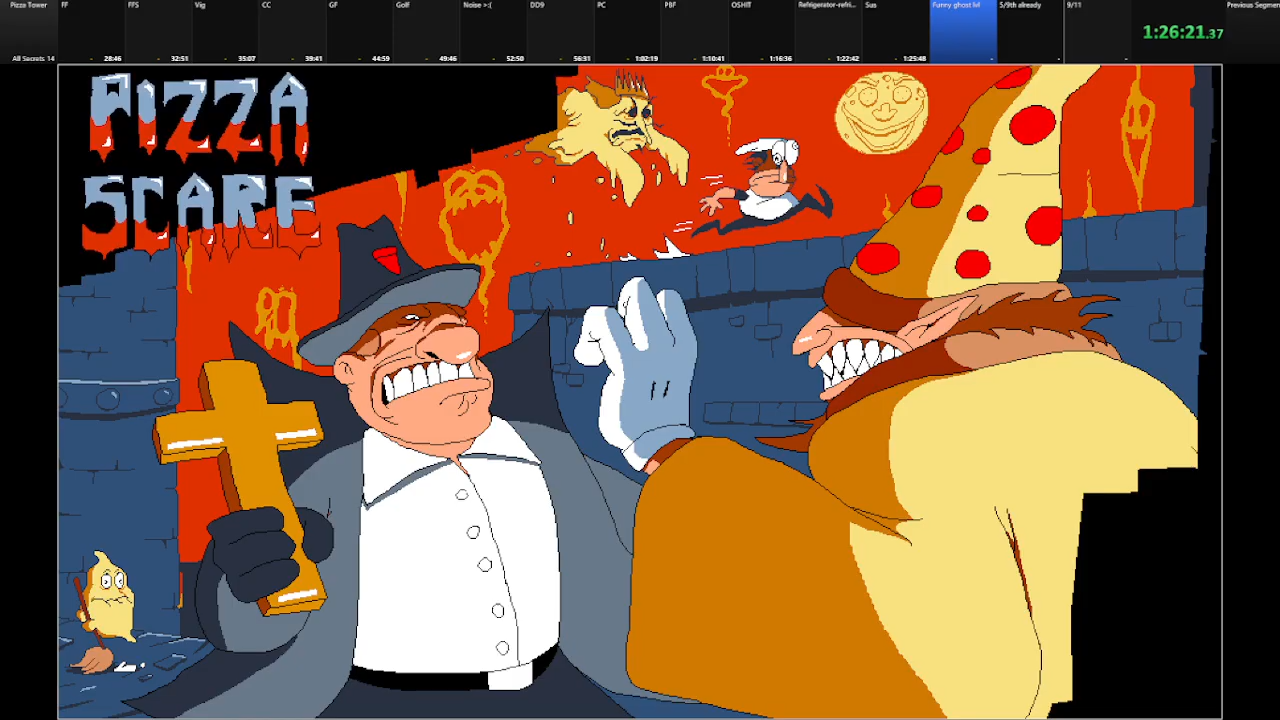 Pizza Tower FF FFS Vig CC GF Golf Noise >:( DD9 PC PBF OSHIT Refrigerator-refri... Sus Funny ghost lvl 5/9th already 9/11 Previous Segmen
1:26:21.37
All Secrets 14 - 28:46 - 32:51 - 35:07 - 39:41 - 44:59 - 49:46 - 52:50 - 56:31 - 1:02:19 - 1:10:41 - 1:16:36 - 1:22:42 - 1:25:48 - - -
PIZZA
SCARE